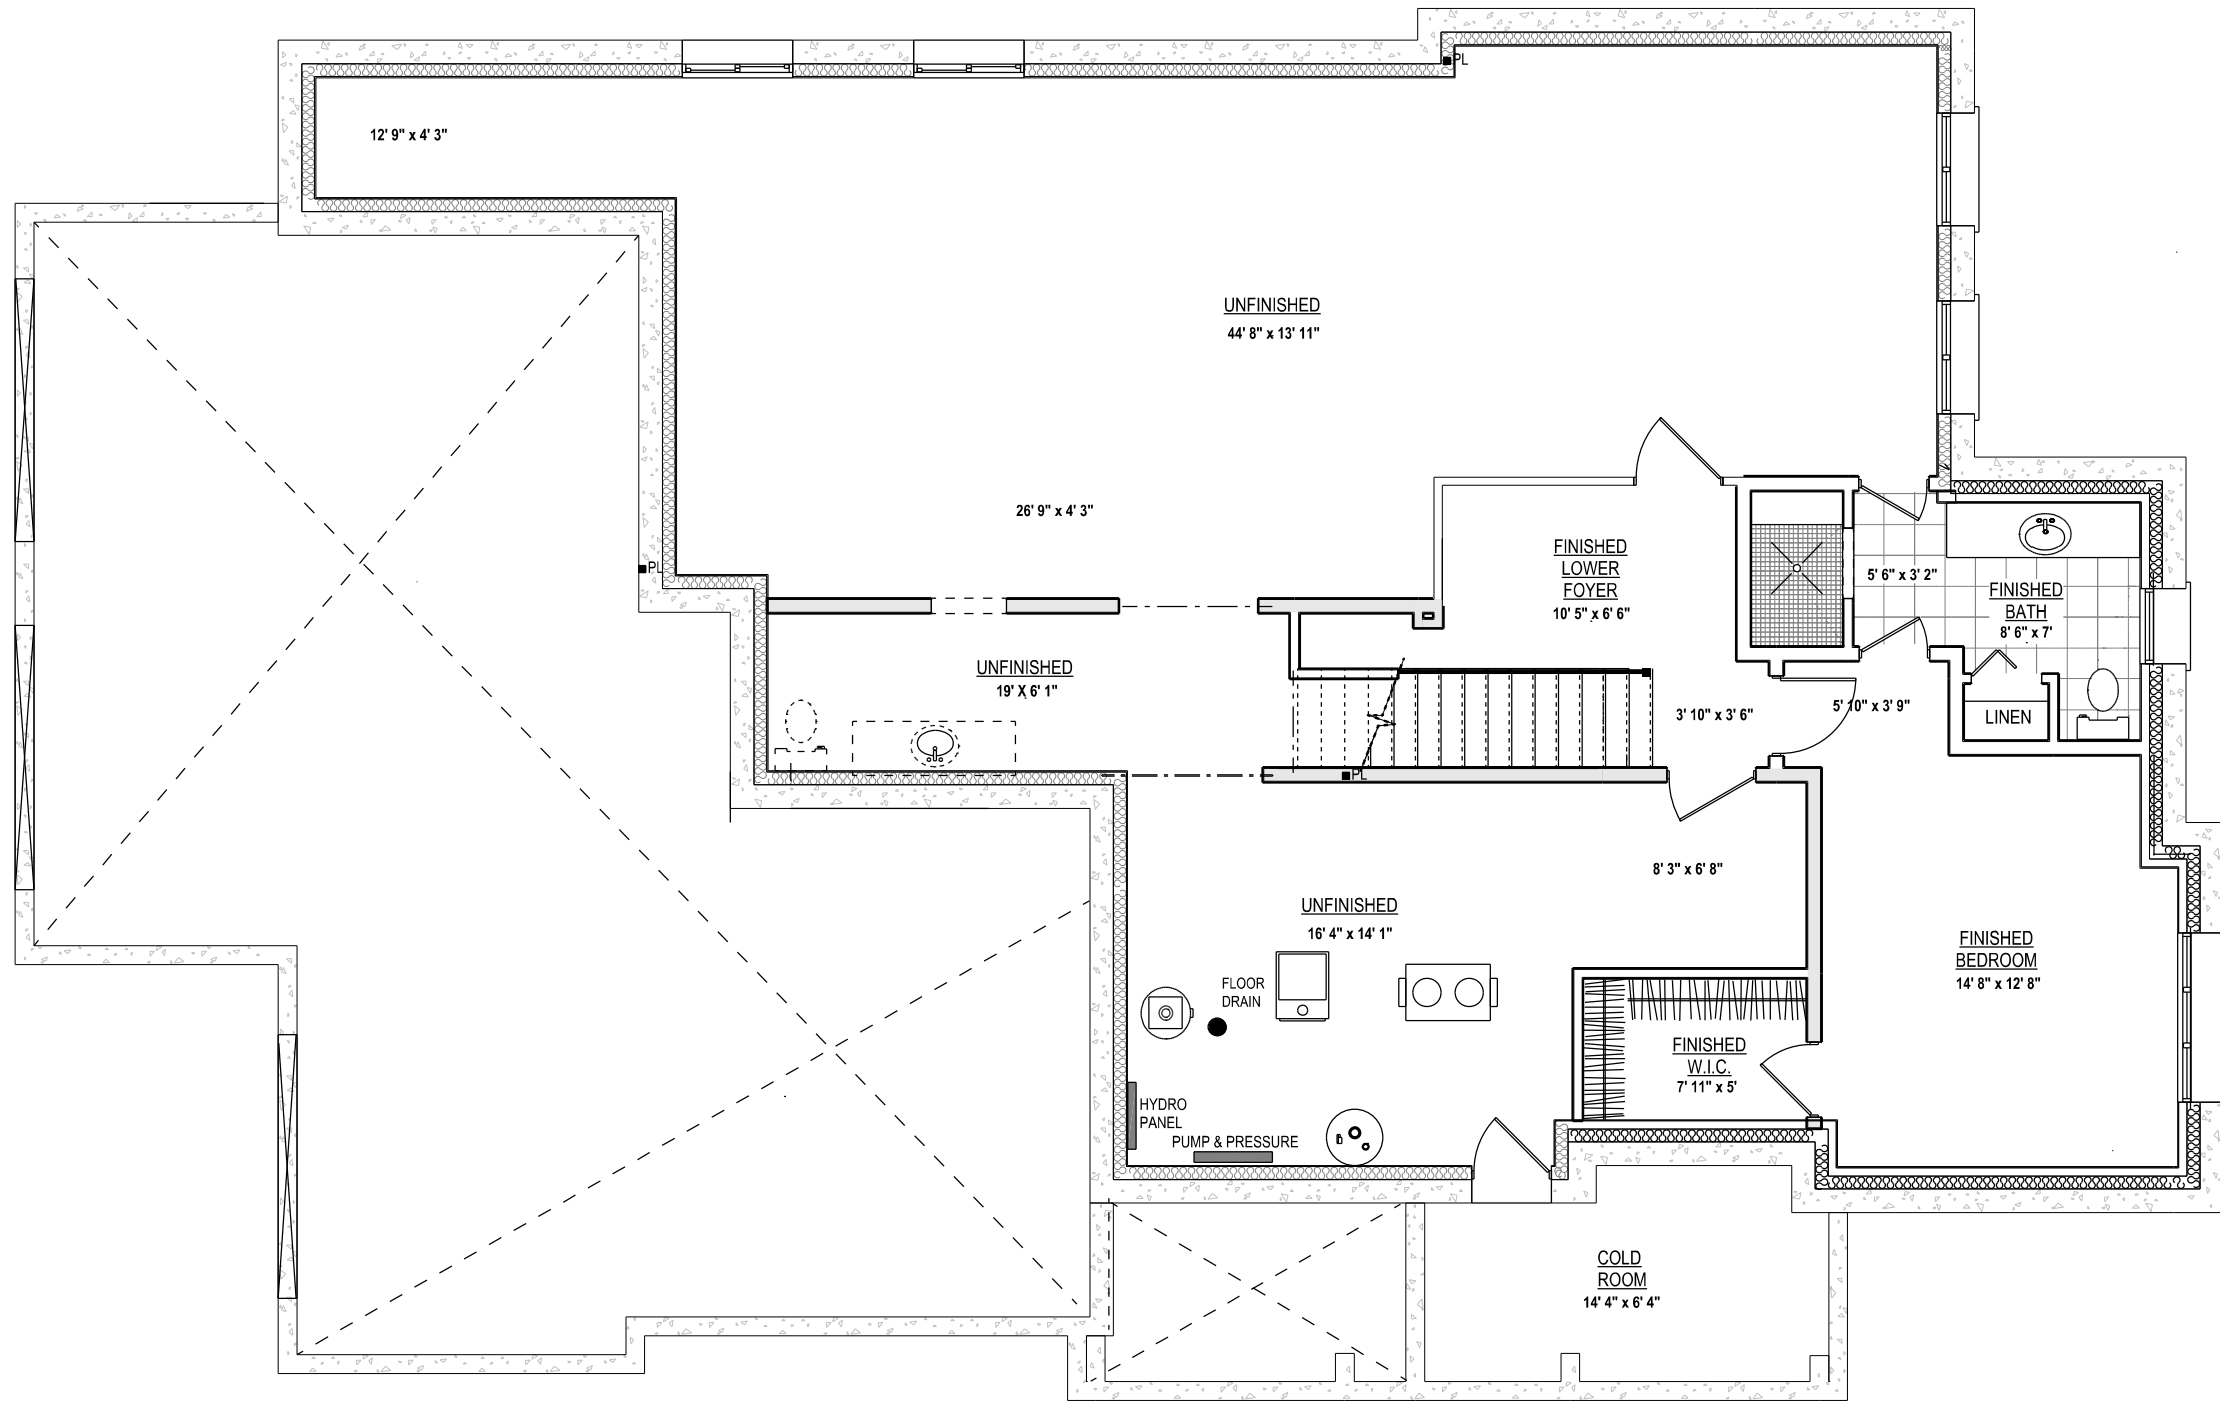 PL
12' 9" x 4' 3"
UNFINISHED
44' 8" x 13' 11"
26' 9" x 4' 3"
PL
FINISHED
LOWER
FOYER
10' 5" x 6' 6"
5' 6" x 3' 2"
FINISHED
BATH
8' 6" x 7'
UNFINISHED
19' X 6' 1"
3' 10" x 3' 6"
5' 10" x 3' 9"
LINEN
PL
8' 3" x 6' 8"
UNFINISHED
16' 4" x 14' 1"
FINISHED
BEDROOM
14' 8" x 12' 8"
FLOOR
DRAIN
FINISHED
W.I.C.
7' 11" x 5'
HYDRO
PANEL
PUMP & PRESSURE
COLD
ROOM
14' 4" x 6' 4"